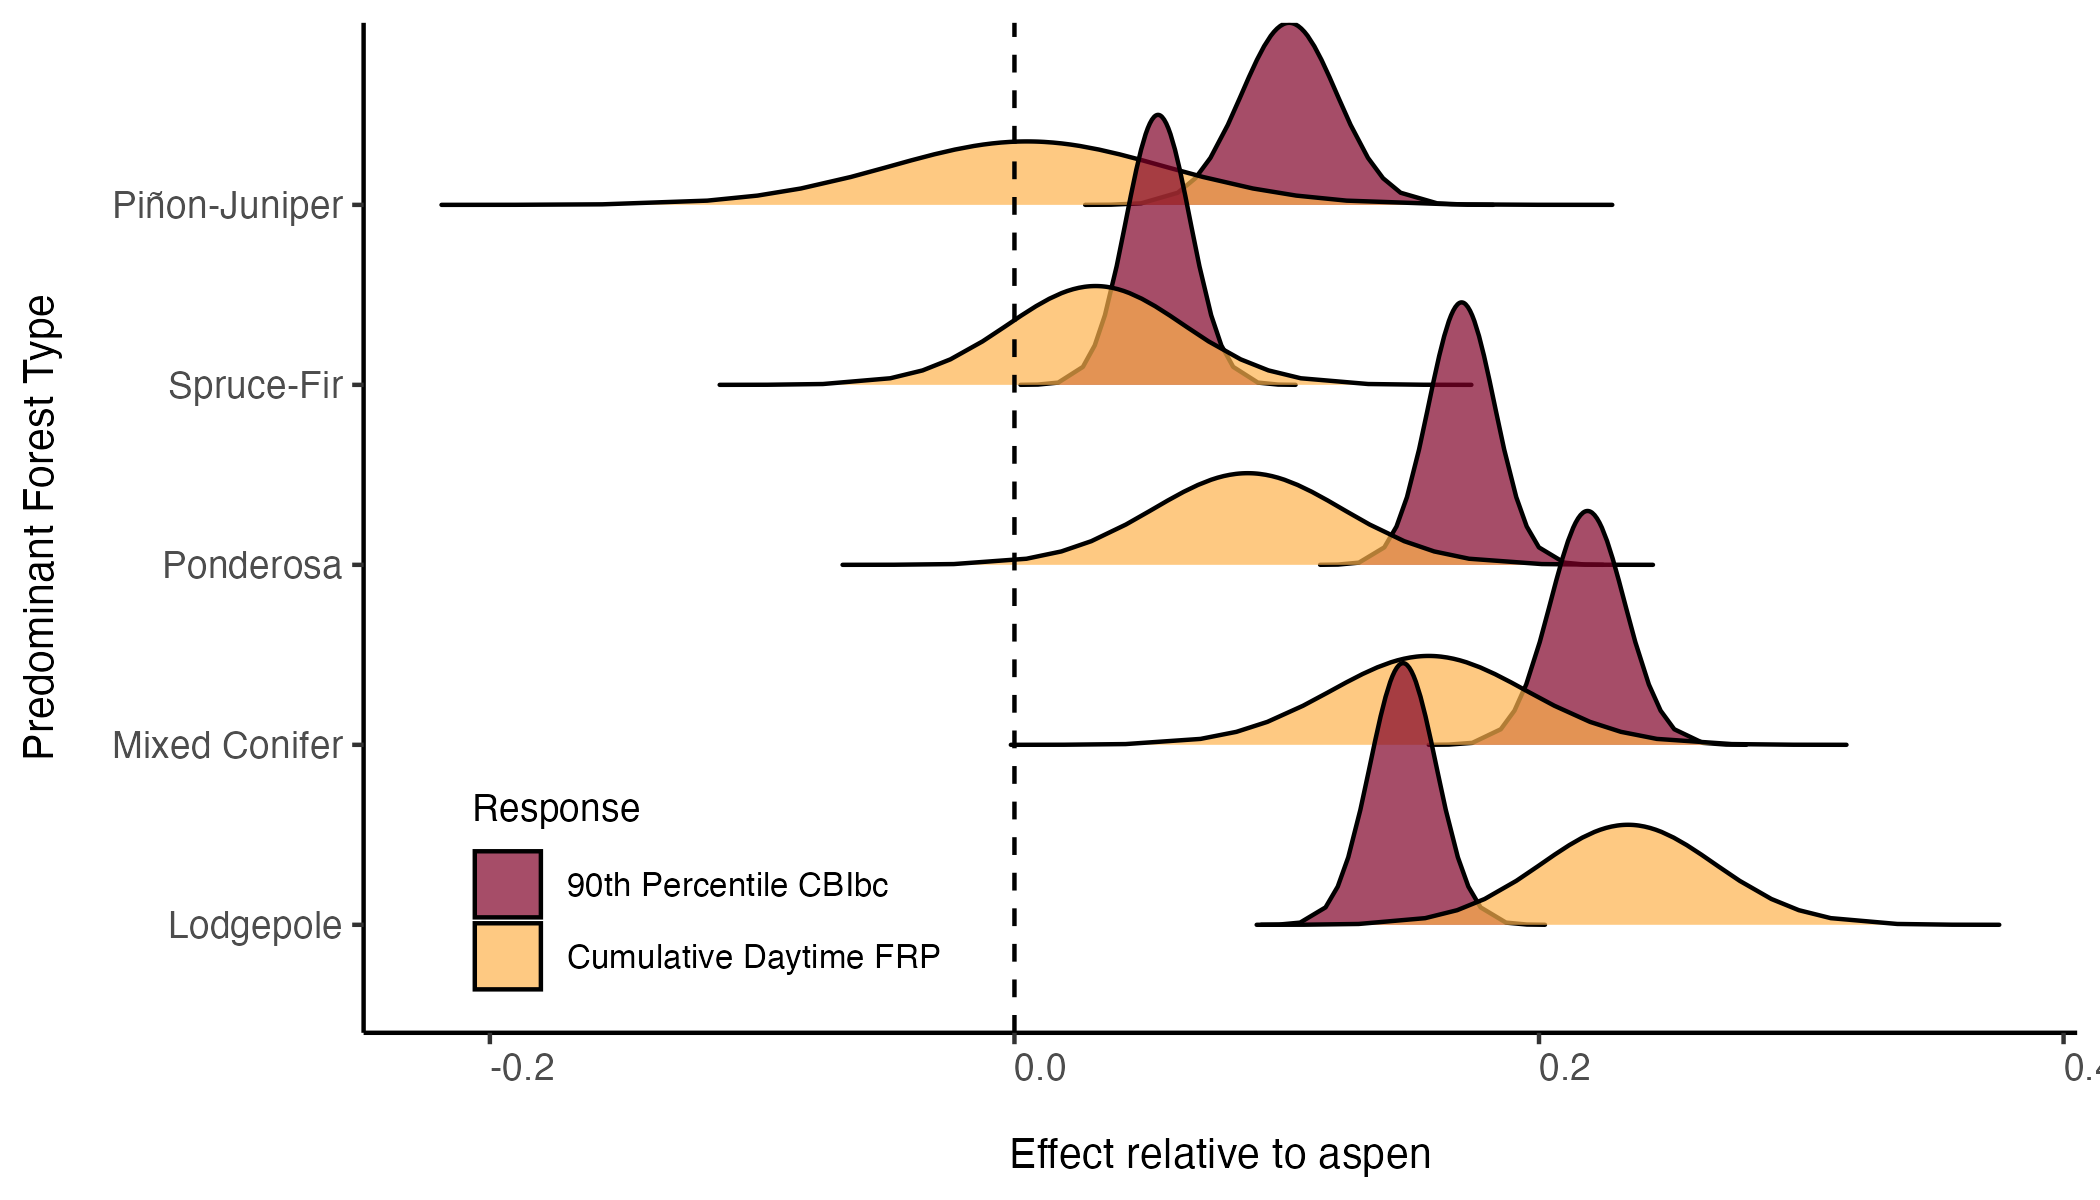 Predominant Forest Type
Piñon-Juniper
Spruce-Fir
Ponderosa
Mixed Conifer
Lodgepole
Response
90th Percentile CBIbc
Cumulative Daytime FRP
-0.2
0.0
0.2
Effect relative to aspen